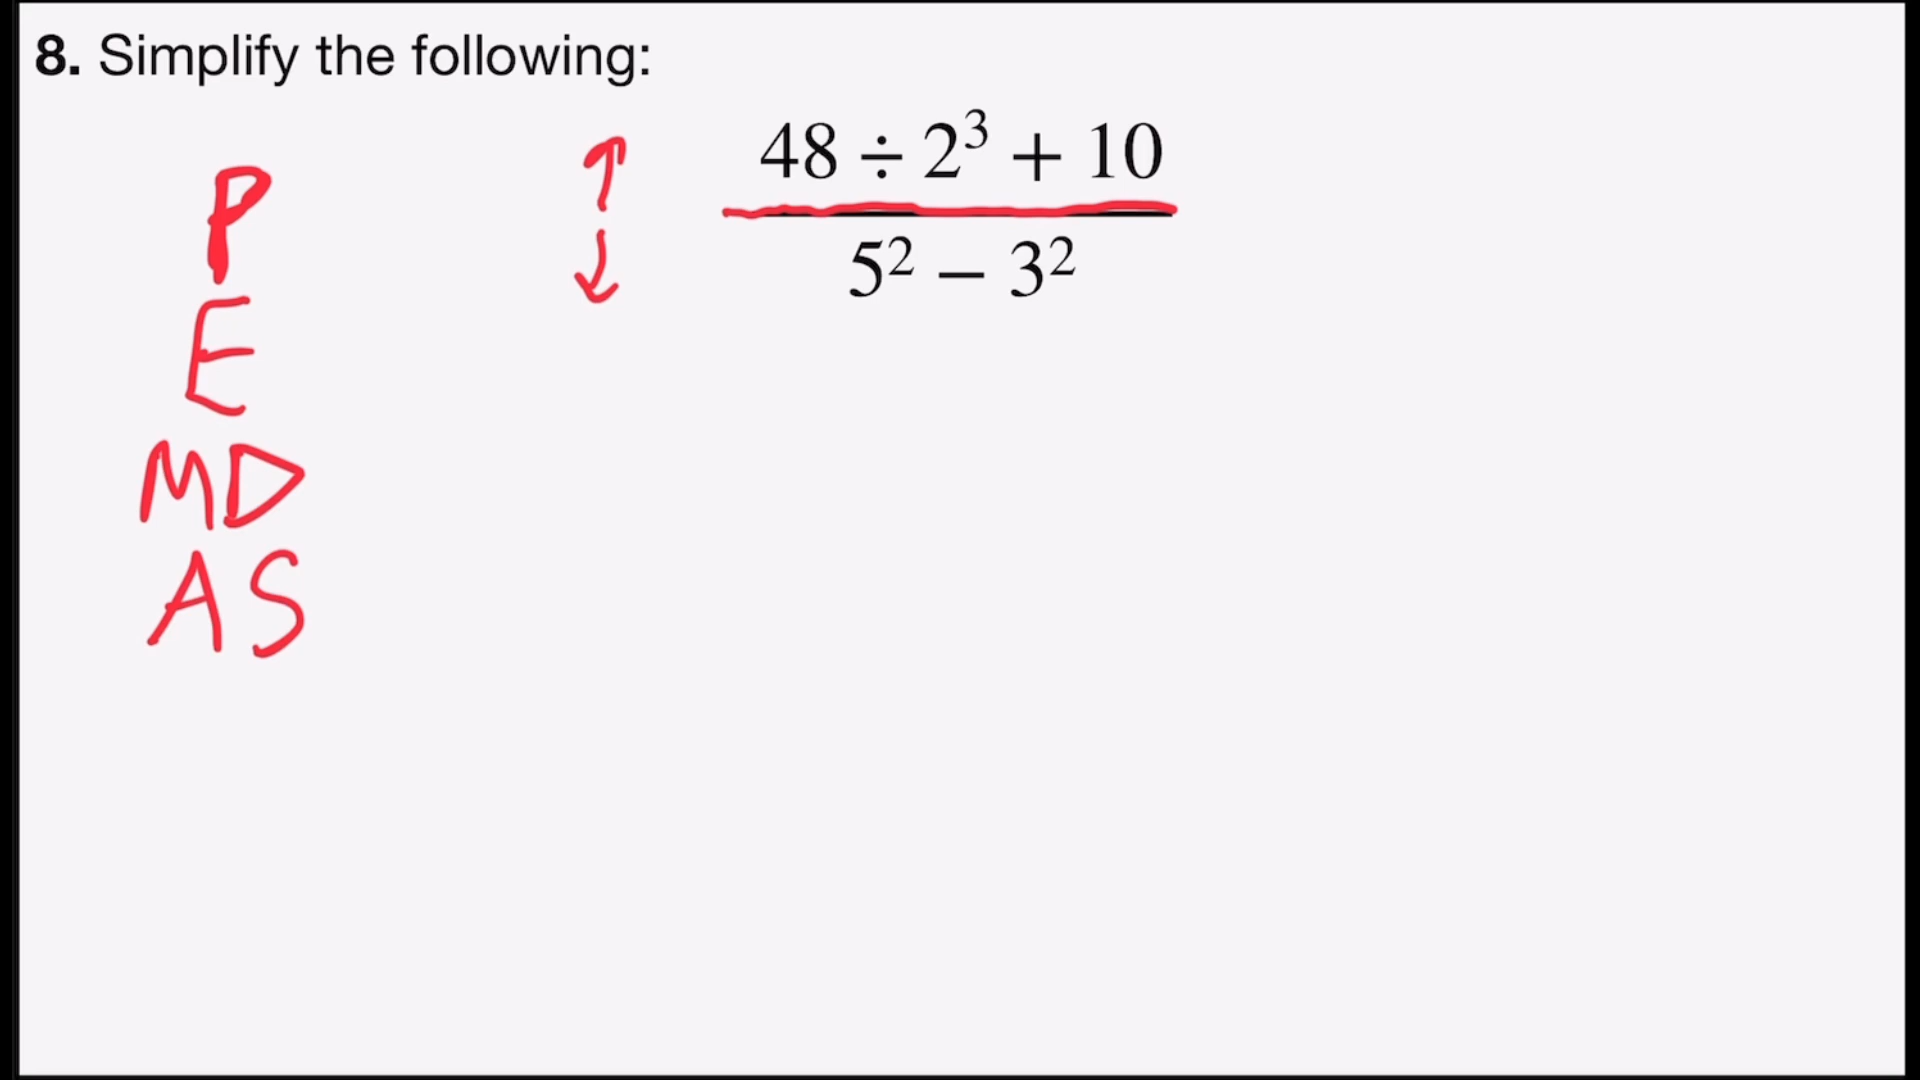 8. Simplify the following:
48 ÷ 2³ + 10
5² − 3²
P
E
MD
AS